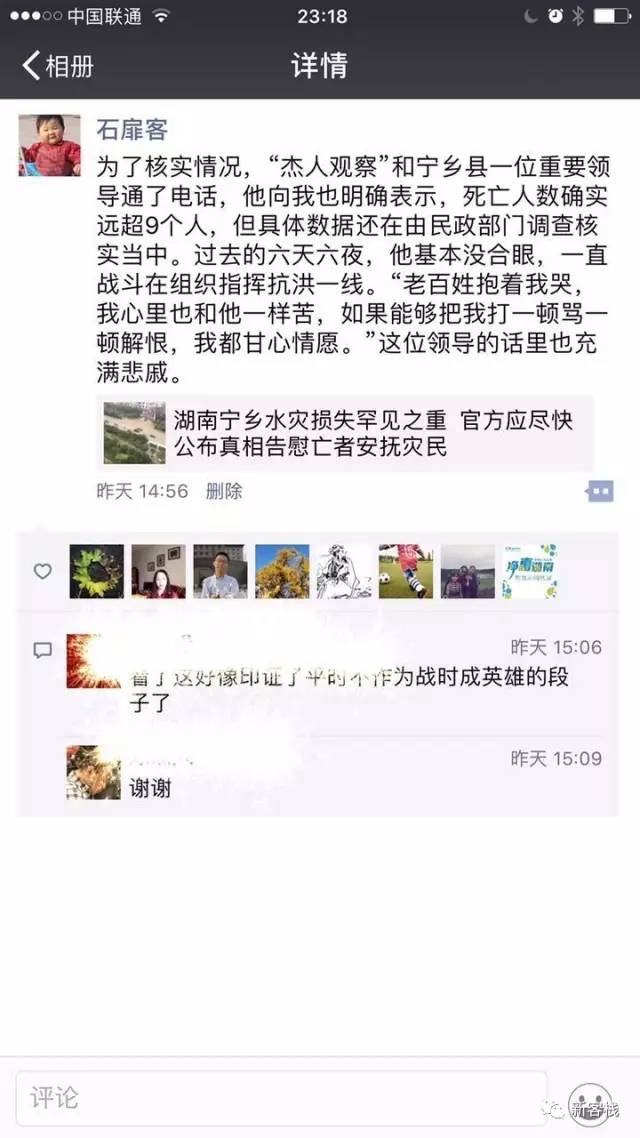 中国联通
23:18
相册
详情
石扉客
为了核实情况，“杰人观察”和宁乡县一位重要领
导通了电话，他向我也明确表示，死亡人数确实
远超9个人，但具体数据还在由民政部门调查核
实当中。过去的六天六夜，他基本没合眼，一直
战斗在组织指挥抗洪一线。“老百姓抱着我哭，
我心里也和他一样苦，如果能够把我打一顿骂一
顿解恨，我都甘心情愿。”这位领导的话里也充
满悲戚。
湖南宁乡水灾损失罕见之重 官方应尽快
公布真相告慰亡者安抚灾民
昨天 14:56 删除
昨天 15:06
看了这好像印证了平时不作为战时成英雄的段
子了
昨天 15:09
谢谢
评论
新客栈